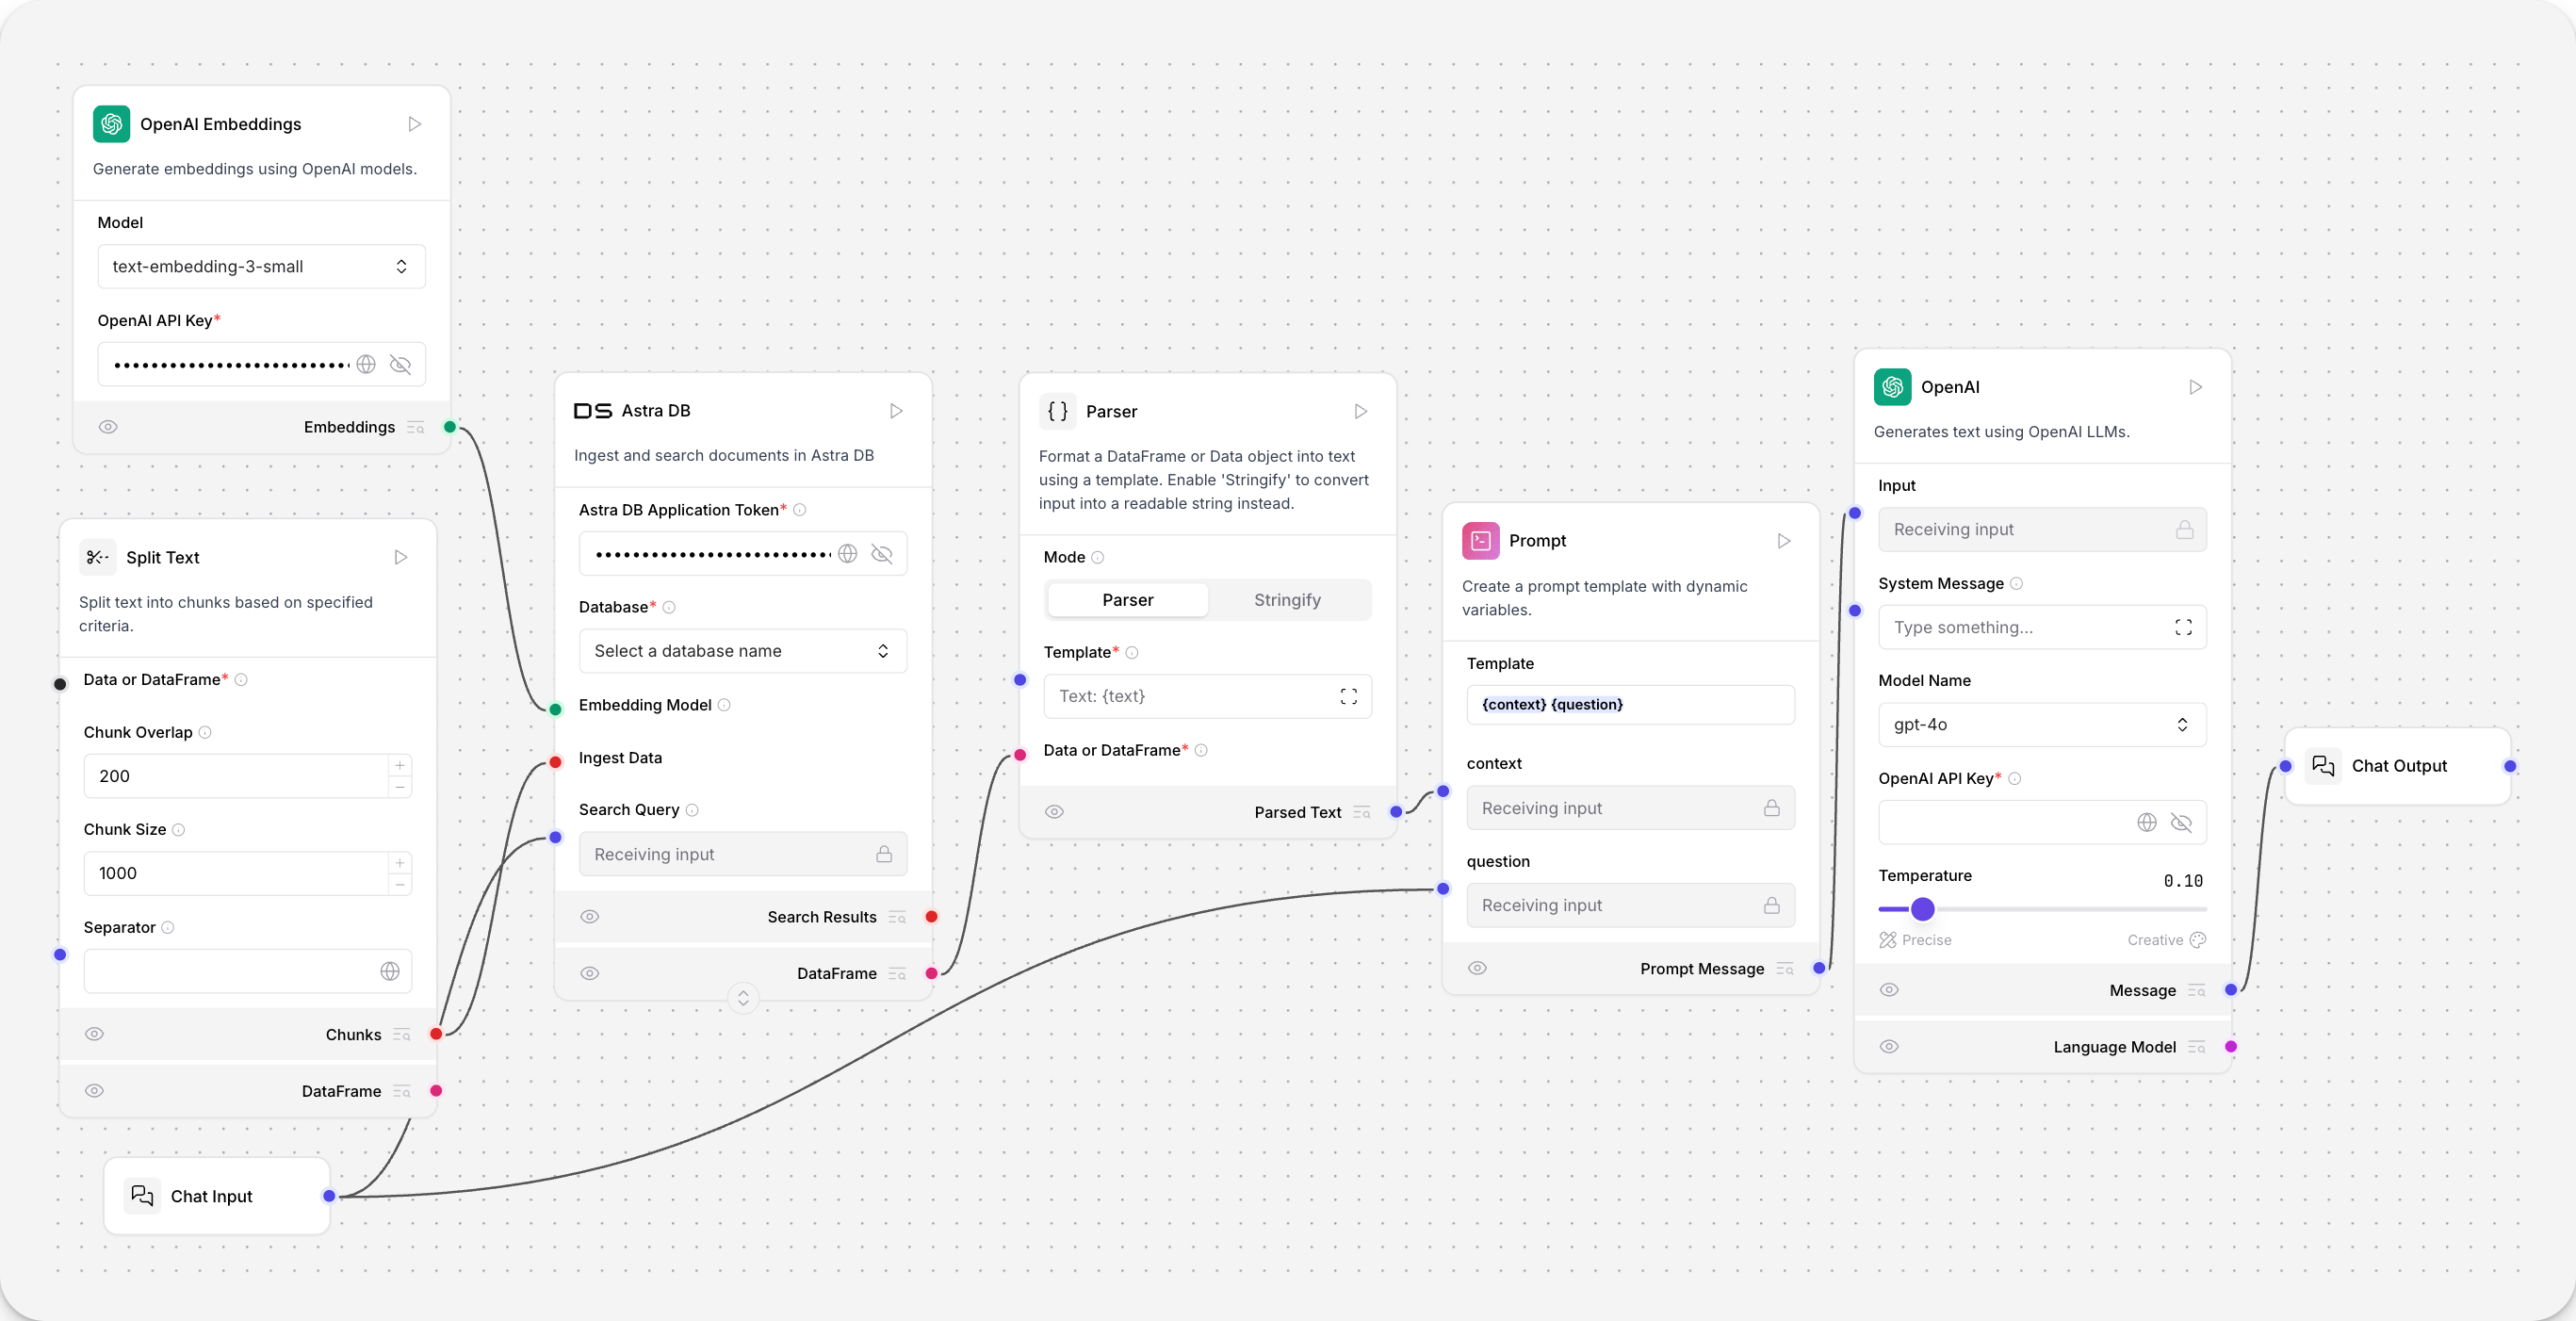 OpenAI Embeddings
Generate embeddings using OpenAI models.
Model
text-embedding-3-small
OpenAI API Key*
••••••••••••••••••••••••••
Embeddings
Split Text
Split text into chunks based on specified
criteria.
Data or DataFrame*
Chunk Overlap
200
Chunk Size
1000
Separator
Chunks
DataFrame
Chat Input
DS Astra DB
Ingest and search documents in Astra DB
Astra DB Application Token*
••••••••••••••••••••••••••
Database*
Select a database name
Embedding Model
Ingest Data
Search Query
Receiving input
Search Results
DataFrame
{ } Parser
Format a DataFrame or Data object into text
using a template. Enable 'Stringify' to convert
input into a readable string instead.
Mode
Parser Stringify
Template*
Text: {text}
Data or DataFrame*
Parsed Text
Prompt
Create a prompt template with dynamic
variables.
Template
{context} {question}
context
Receiving input
question
Receiving input
Prompt Message
OpenAI
Generates text using OpenAI LLMs.
Input
Receiving input
System Message
Type something...
Model Name
gpt-4o
OpenAI API Key*
Temperature
0.10
Precise Creative
Message
Language Model
Chat Output